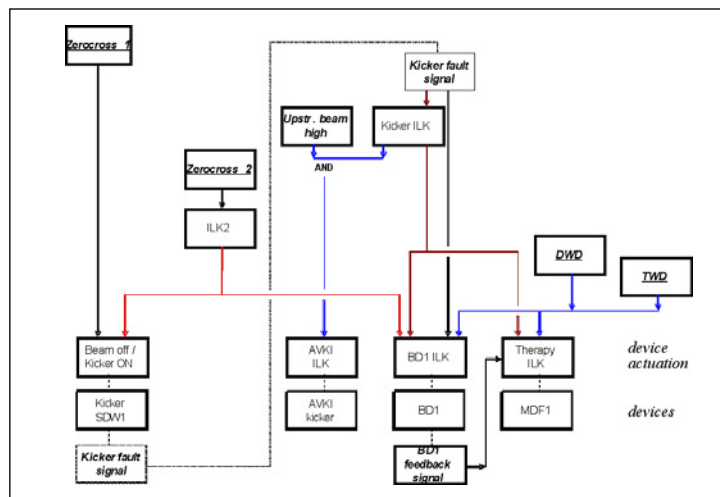 Zerocross 1
Kicker fault
signal
Upstr. beam
high
Kicker ILK
AND
Zerocross 2
ILK2
DWD
TWD
Beam off /
Kicker ON
AVKI
ILK
BD1 ILK
Therapy
ILK
device
actuation
Kicker
SDW1
AVKI
kicker
BD1
MDF1
devices
Kicker fault
signal
BD1
feedback
signal